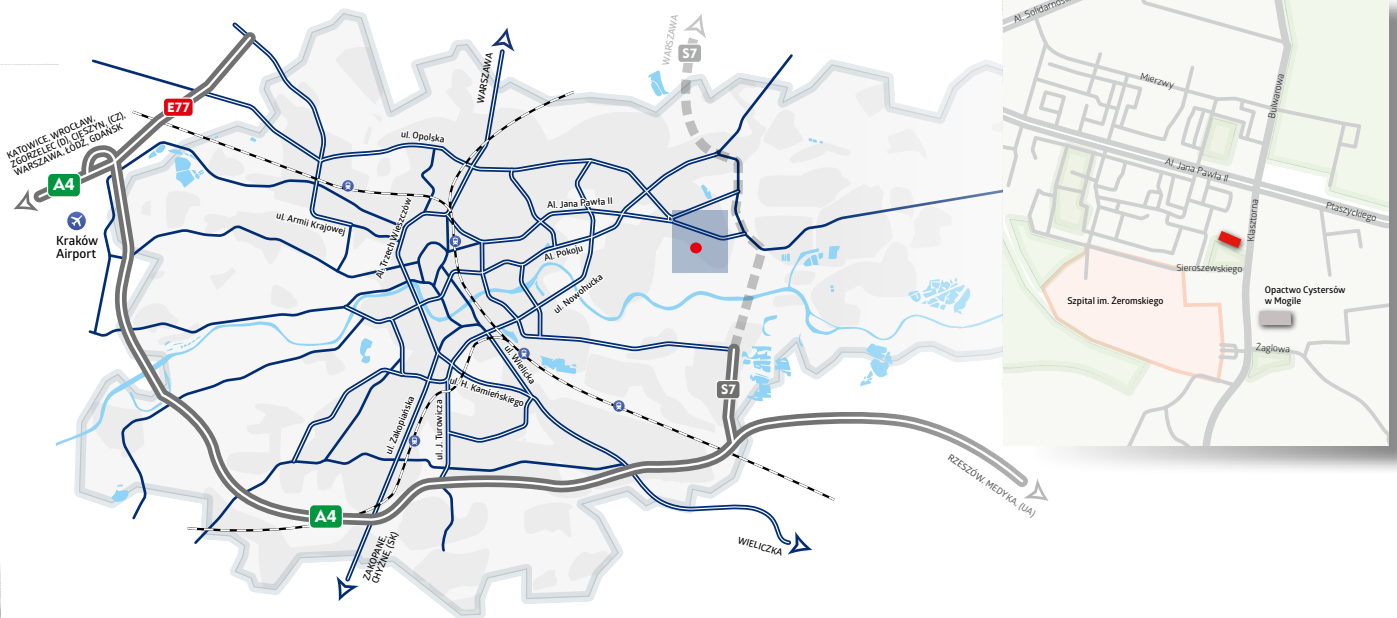 WARSZAWA
S7
WARSZAWA
E77
KATOWICE, WROCŁAW,
ZGORZELEC (D), CIESZYN, (CZ),
WARSZAWA, ŁÓDŹ, GDAŃSK
A4
Kraków
Airport
ul. Opolska
ul. Armii Krajowej
Al. Trzech Wieszczów
Al. Jana Pawła II
Al. Pokoju
ul. Nowohucka
ul. Wielicka
ul. H. Kamieńskiego
ul. Zakopiańska
ul. J. Turowicza
S7
A4
ZAKOPANE,
CHYŻNE, (SK)
WIELICZKA
RZESZÓW, MEDYKA, (UA)
Al. Solidarnoś
Mierzwy
Bulwarowa
Al. Jana Pawła II
Ptaszyckiego
Klasztorna
Sieroszewskiego
Szpital im. Żeromskiego
Opactwo Cystersów
w Mogile
Żaglowa